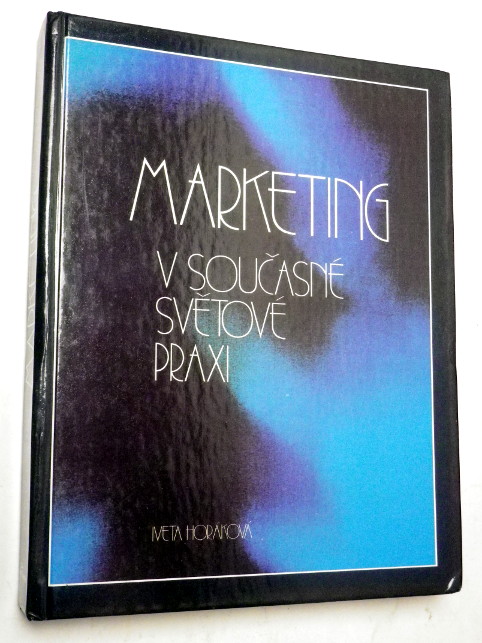 MARKETING
V SOUČASNÉ
SVĚTOVÉ
PRAXI
IVETA HORÁKOVÁ